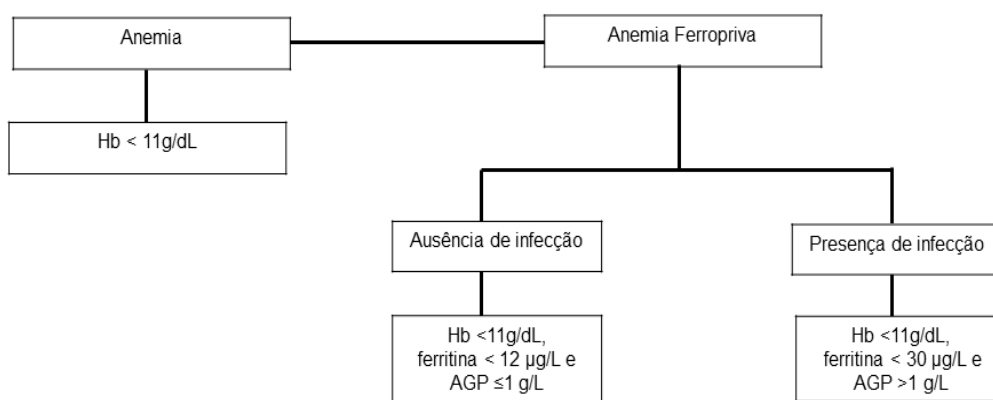 Anemia
Anemia Ferropriva
Hb < 11g/dL
Ausência de infecção
Presença de infecção
Hb <11g/dL,
ferritina < 12 µg/L e
AGP ≤1 g/L
Hb <11g/dL,
ferritina < 30 µg/L e
AGP >1 g/L